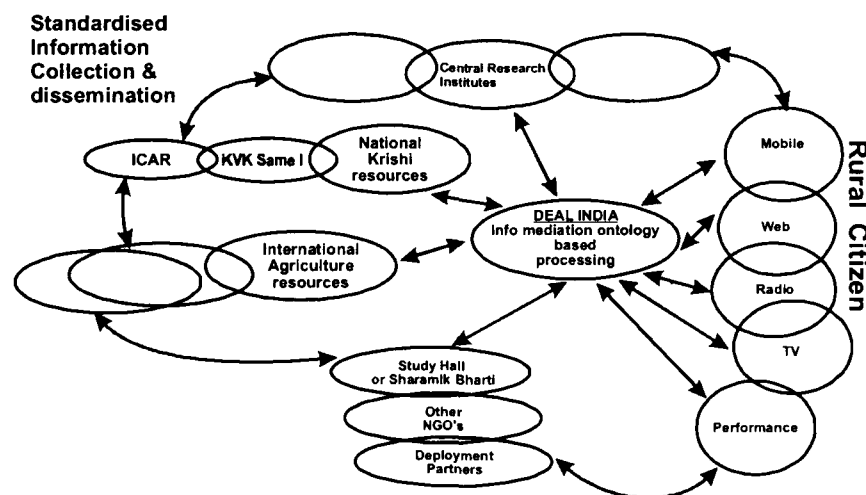 Standardised
Information
Collection &
dissemination
Central Research
Institutes
ICAR
KVK Same I
National
Krishi
resources
Mobile
Rural Citizen
DEAL INDIA
Info mediation ontology
based
processing
Web
International
Agriculture
resources
Radio
TV
Study Hall
or Sharamik Bharti
Other
NGO's
Deployment
Partners
Performance